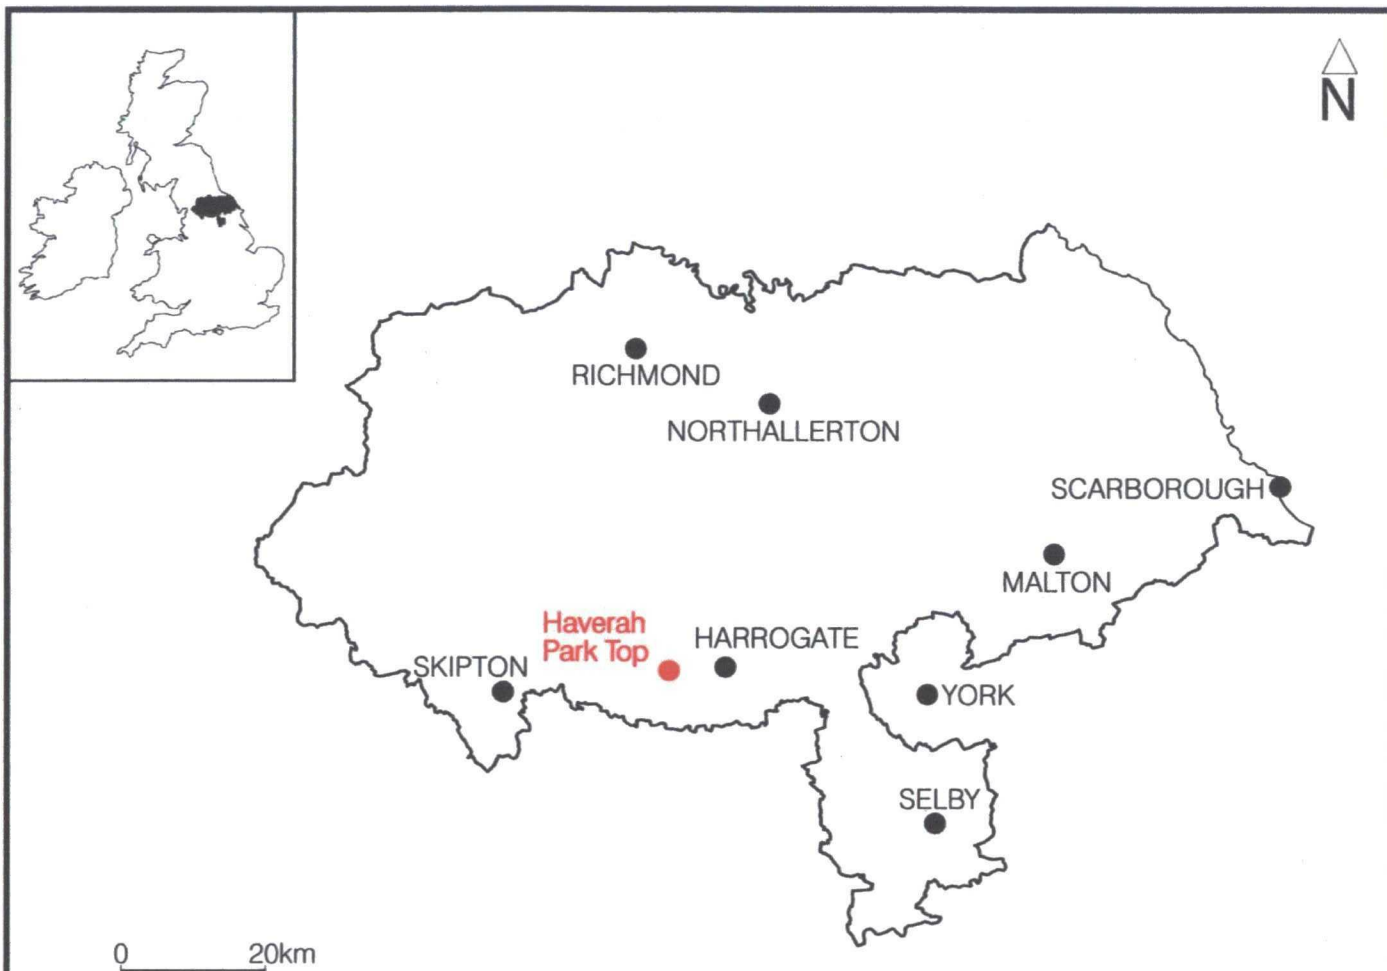 N
RICHMOND
NORTHALLERTON
SCARBOROUGH
MALTON
Haverah
Park Top
HARROGATE
SKIPTON
YORK
SELBY
0 20km